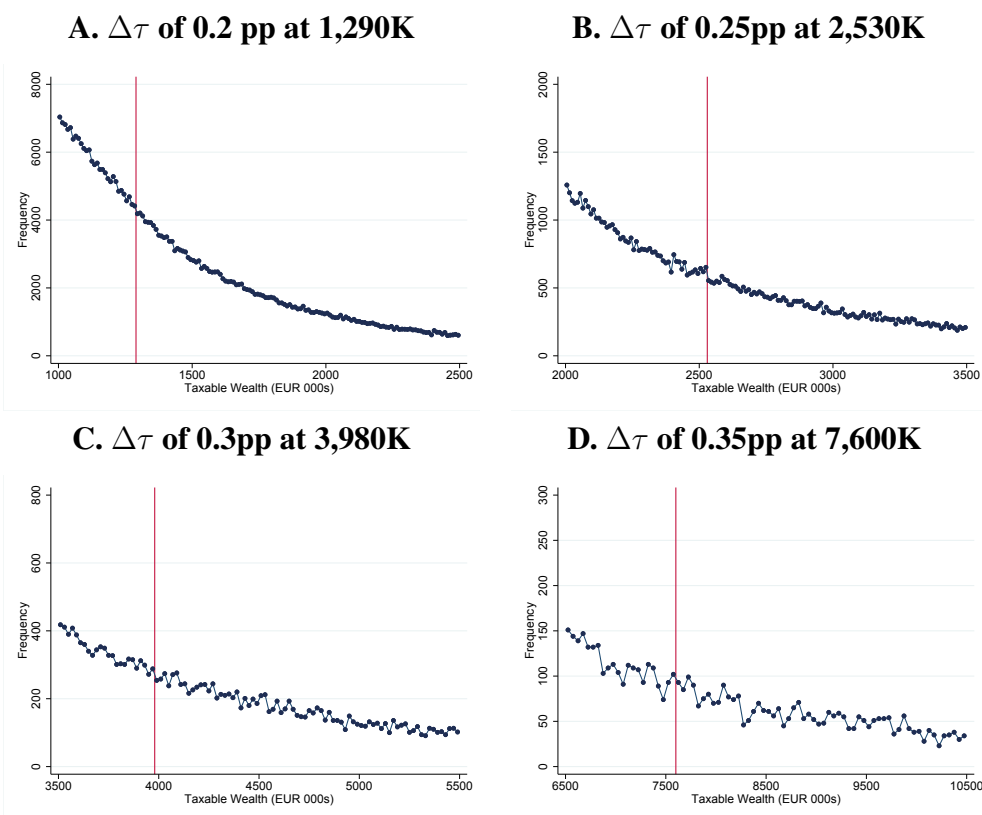 A. Δτ of 0.2 pp at 1,290K
8000
6000
4000
2000
0
Frequency
1000 1500 2000 2500
Taxable Wealth (EUR 000s)
B. Δτ of 0.25pp at 2,530K
2000
1500
1000
500
0
Frequency
2000 2500 3000 3500
Taxable Wealth (EUR 000s)
C. Δτ of 0.3pp at 3,980K
800
600
400
200
0
Frequency
3500 4000 4500 5000 5500
Taxable Wealth (EUR 000s)
D. Δτ of 0.35pp at 7,600K
300
250
200
150
100
50
0
Frequency
6500 7500 8500 9500 10500
Taxable Wealth (EUR 000s)